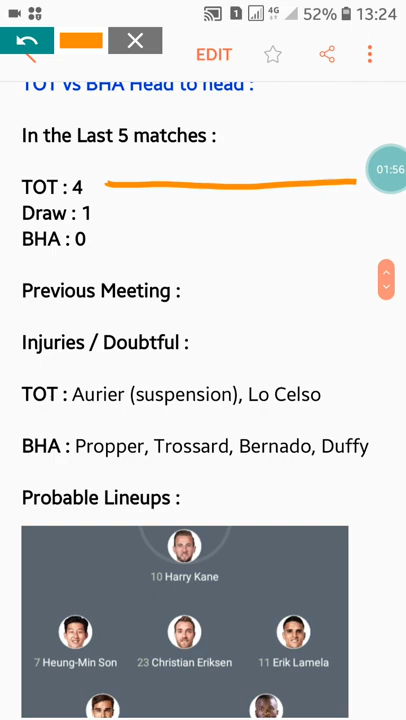 1 4G 52% 13:24
EDIT
TOT vs BHA Head to head :
In the Last 5 matches :
TOT : 4
01:56
Draw : 1
BHA : 0
Previous Meeting :
Injuries / Doubtful :
TOT : Aurier (suspension), Lo Celso
BHA : Propper, Trossard, Bernado, Duffy
Probable Lineups :
10 Harry Kane
7 Heung-Min Son 23 Christian Eriksen 11 Erik Lamela